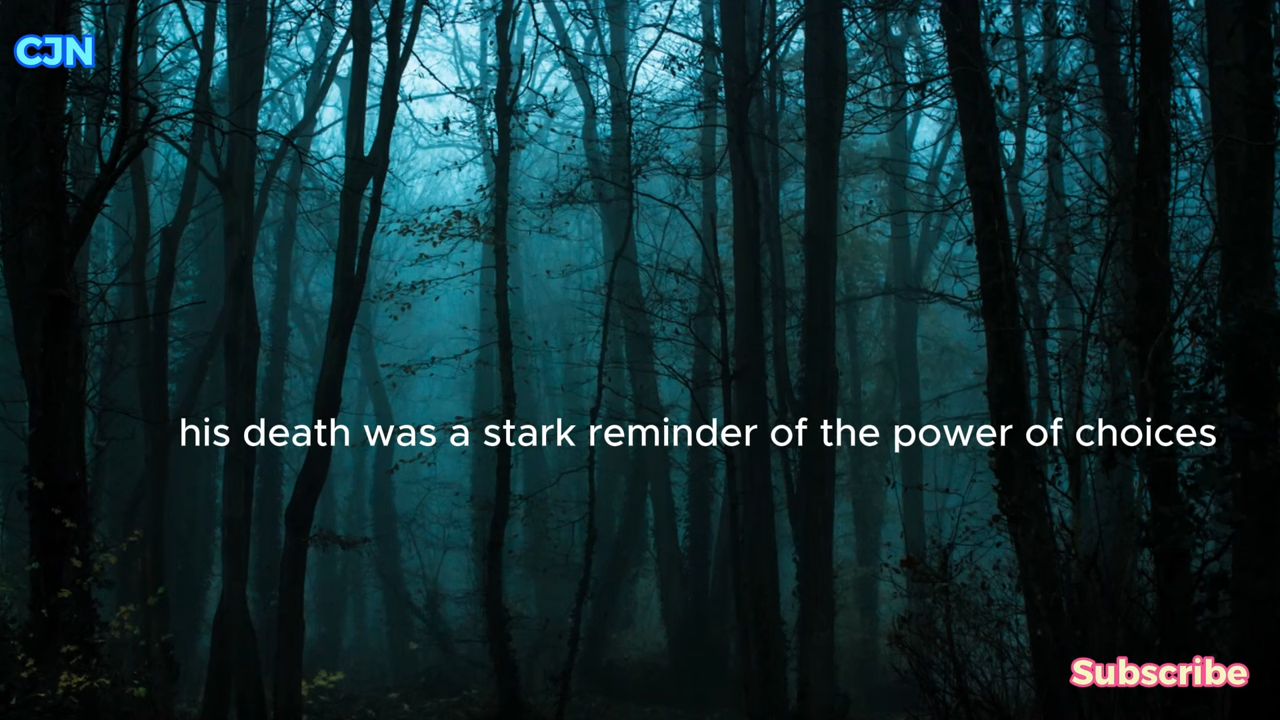 CJN
his death was a stark reminder of the power of choices
Subscribe